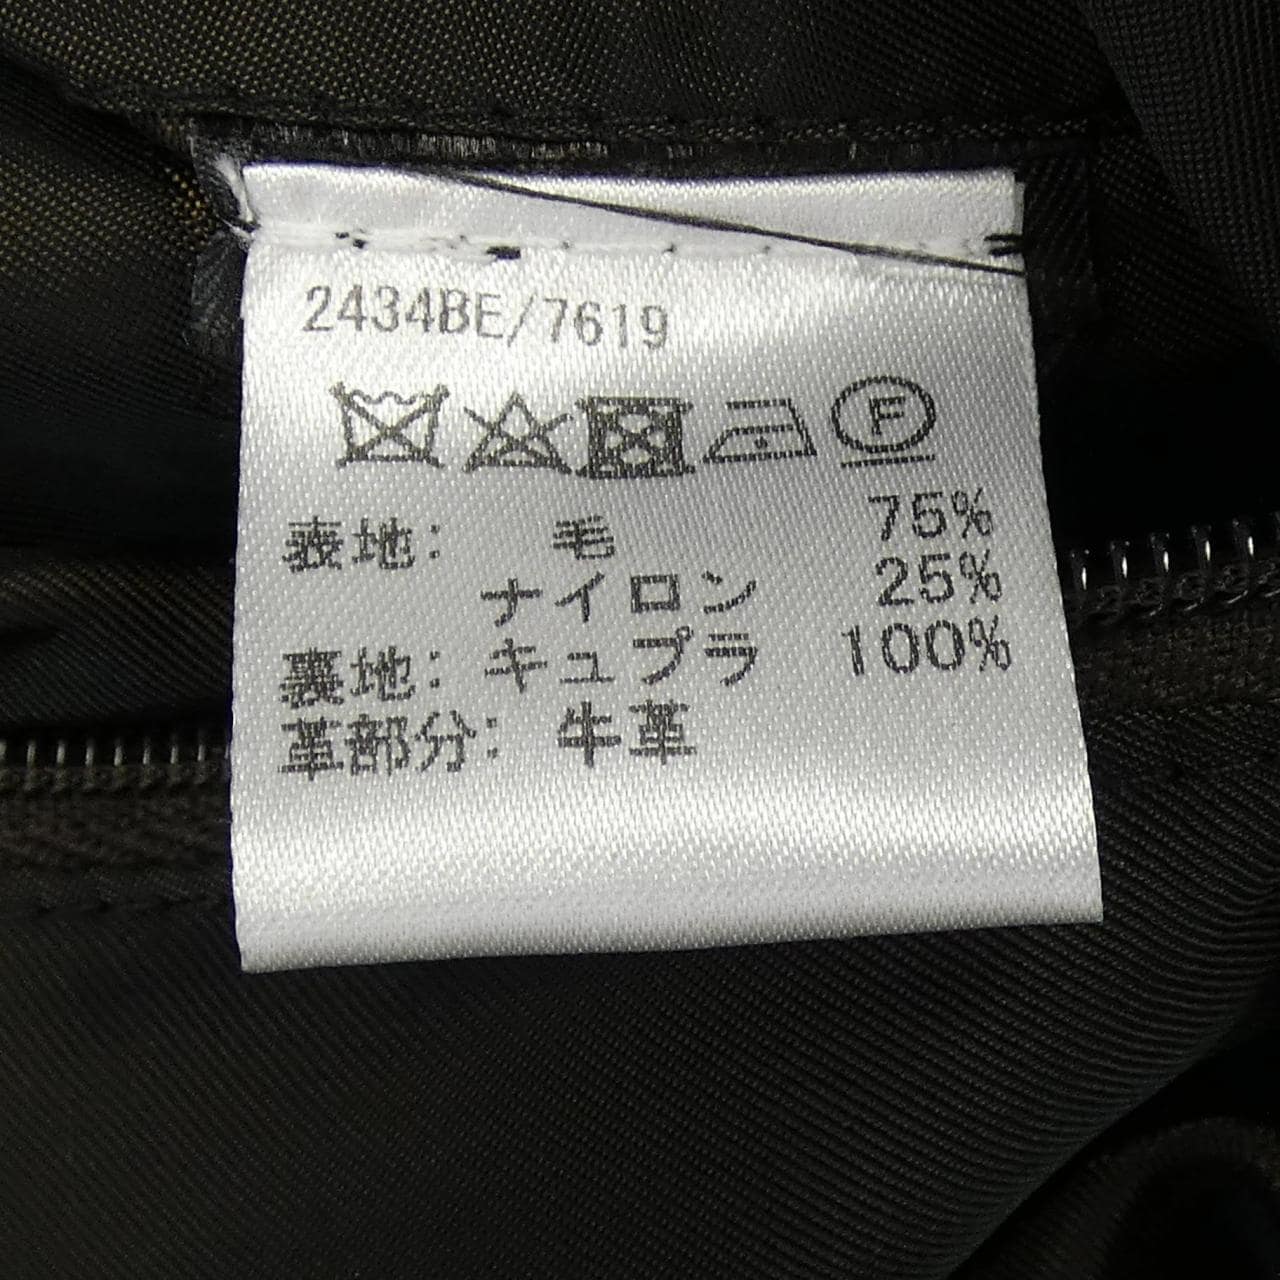 2434BE/7619
F
表地: 毛 75%
ナイロン 25%
裏地: キュプラ 100%
革部分: 牛革